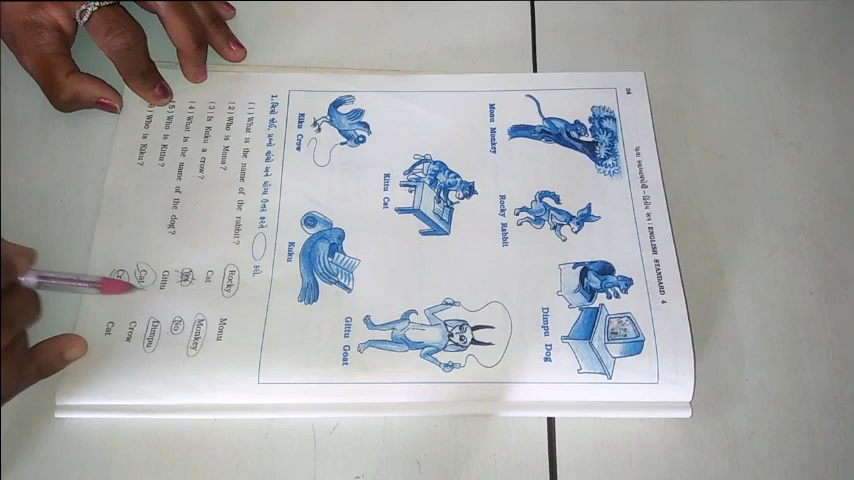 34
ધોરણ : ENGLISH STANDARD 4
Monu Monkey
Rocky Rabbit
Dimpu Dog
Kittu Cat
Kiku Crow
Kuku
Gittu Goat
(1) What is the name of the rabbit? Rocky Monu
(2) Who is Monu? Cat Monkey
(3) Is Kuku a crow? Yes No
(4) What is the name of the dog? Gittu Dimpu
(5) Who is Kittu? Cat Crow
6) Who is Kiku? Cat